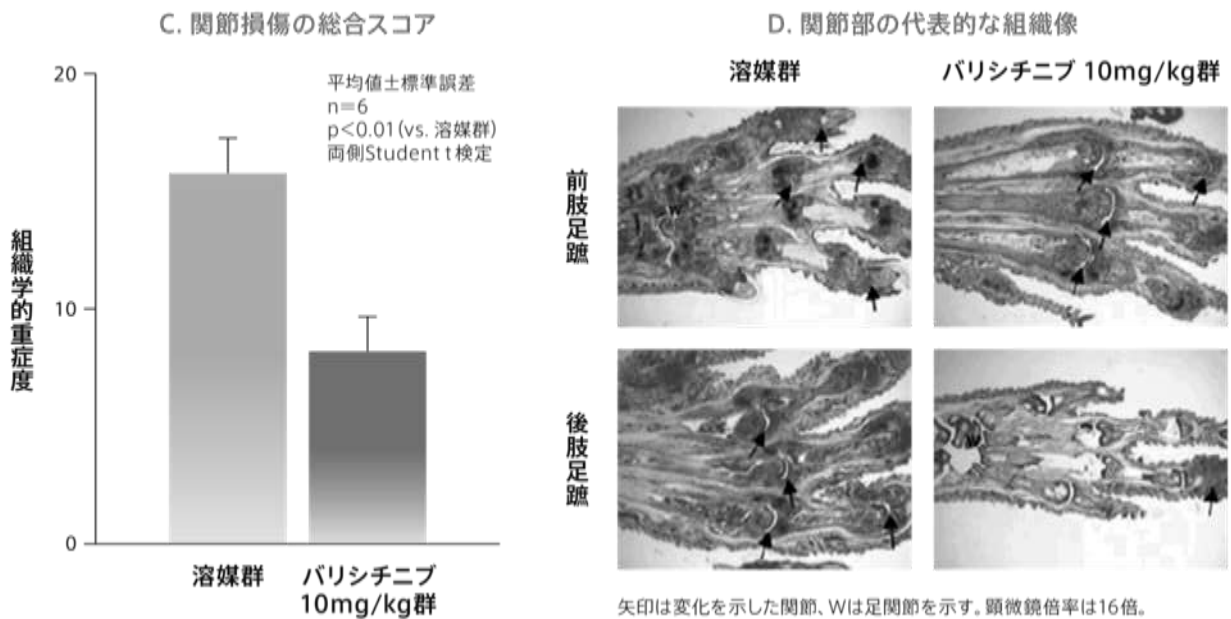 C. 関節損傷の総合スコア
20
10
0
組織学的重症度
平均値士標準誤差
n=6
p<0.01(vs. 溶媒群)
両側Student t 検定
溶媒群
バリシチニブ
10mg/kg群
D. 関節部の代表的な組織像
溶媒群
バリシチニブ 10mg/kg群
前肢足蹠
後肢足蹠
W
W
矢印は変化を示した関節、Wは足関節を示す。顕微鏡倍率は16倍。